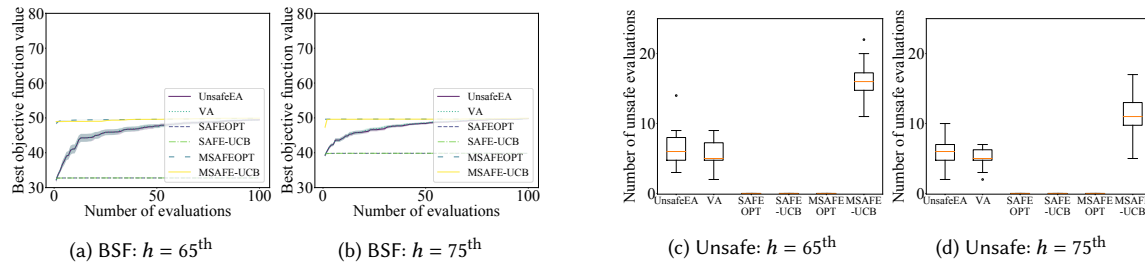 Best objective function value
80
70
60
50
40
30
0
50
100
Number of evaluations
UnsafeEA
VA
SAFEOPT
SAFE-UCB
MSAFEOPT
MSAFE-UCB
(a) BSF: h = 65th
Best objective function value
80
70
60
50
40
30
0
50
100
Number of evaluations
UnsafeEA
VA
SAFEOPT
SAFE-UCB
MSAFEOPT
MSAFE-UCB
(b) BSF: h = 75th
Number of unsafe evaluations
20
10
0
UnsafeEA
VA
SAFE
OPT
SAFE
-UCB
MSAFE
OPT
MSAFE
-UCB
(c) Unsafe: h = 65th
Number of unsafe evaluations
20
10
0
UnsafeEA
VA
SAFE
OPT
SAFE
-UCB
MSAFE
OPT
MSAFE
-UCB
(d) Unsafe: h = 75th